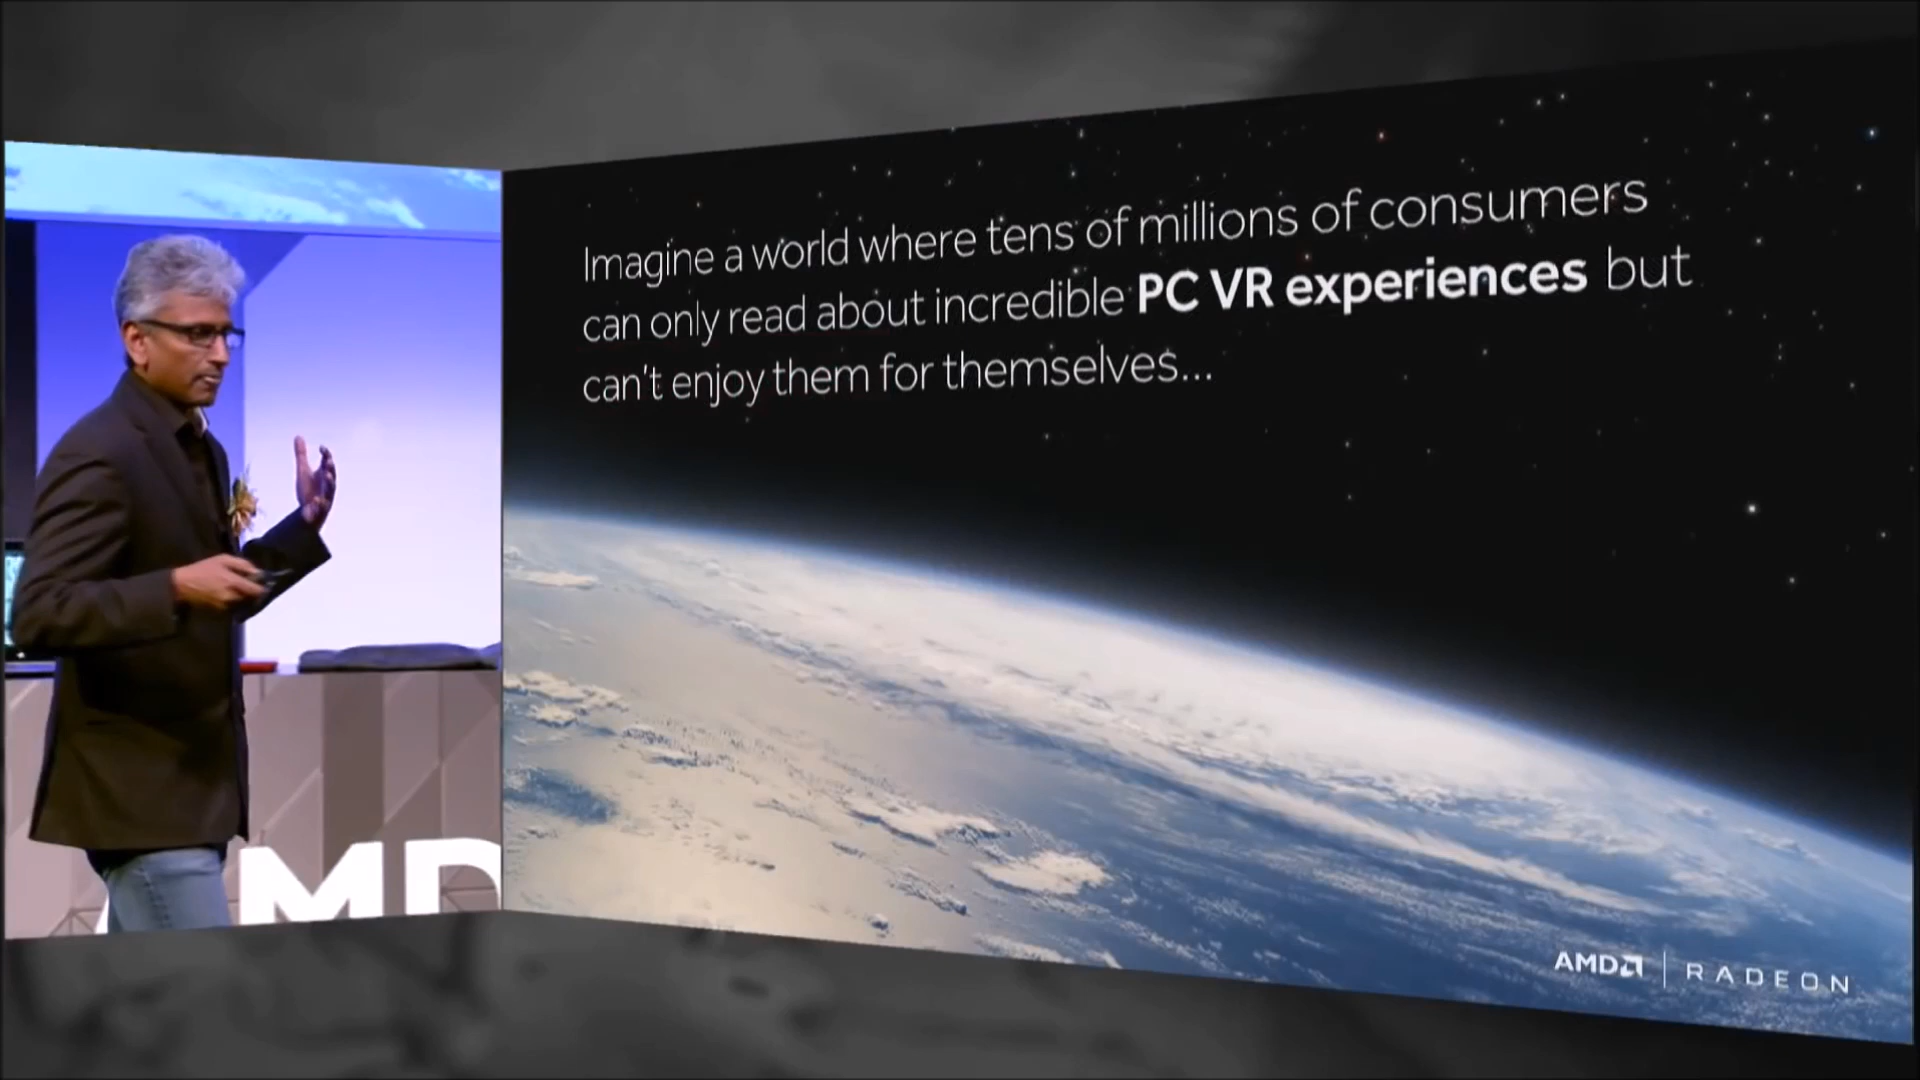 Imagine a world where tens of millions of consumers
can only read about incredible PC VR experiences but
can't enjoy them for themselves...
MD
AMD
RADEON